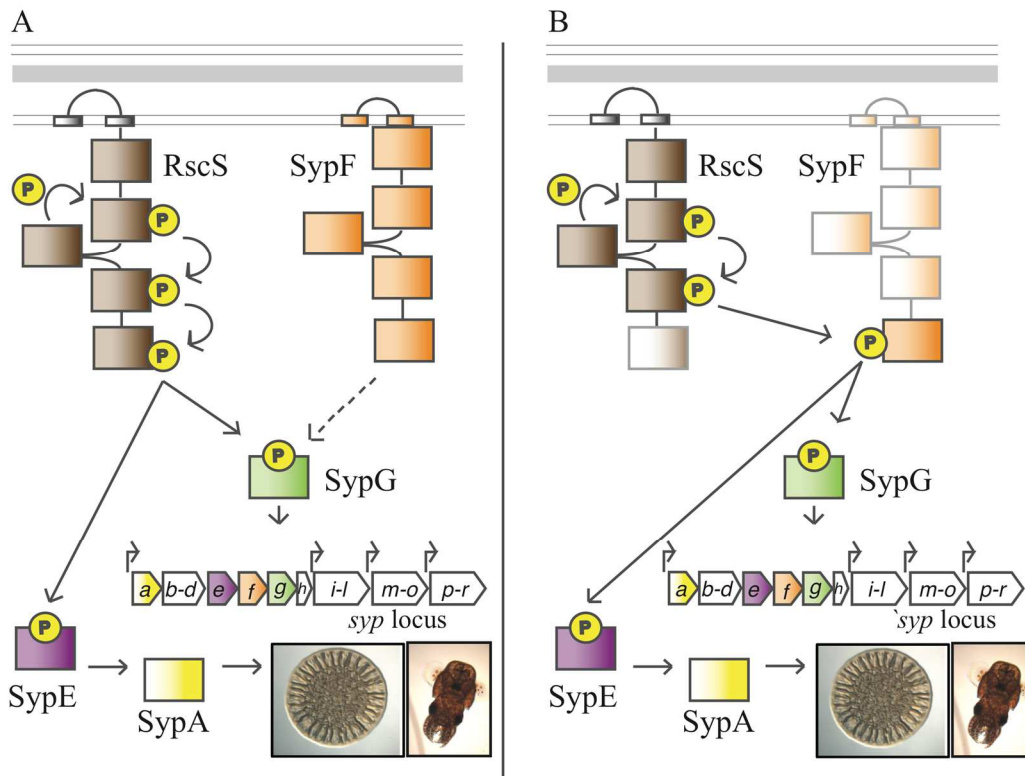 A
RscS
SypF
P
P
P
P
SypG
P
a b-d e f g h i-l m-o p-r
syp locus
P
SypE
SypA
B
RscS
SypF
P
P
P
P
SypG
P
a b-d e f g h i-l m-o p-r
`syp locus
P
SypE
SypA